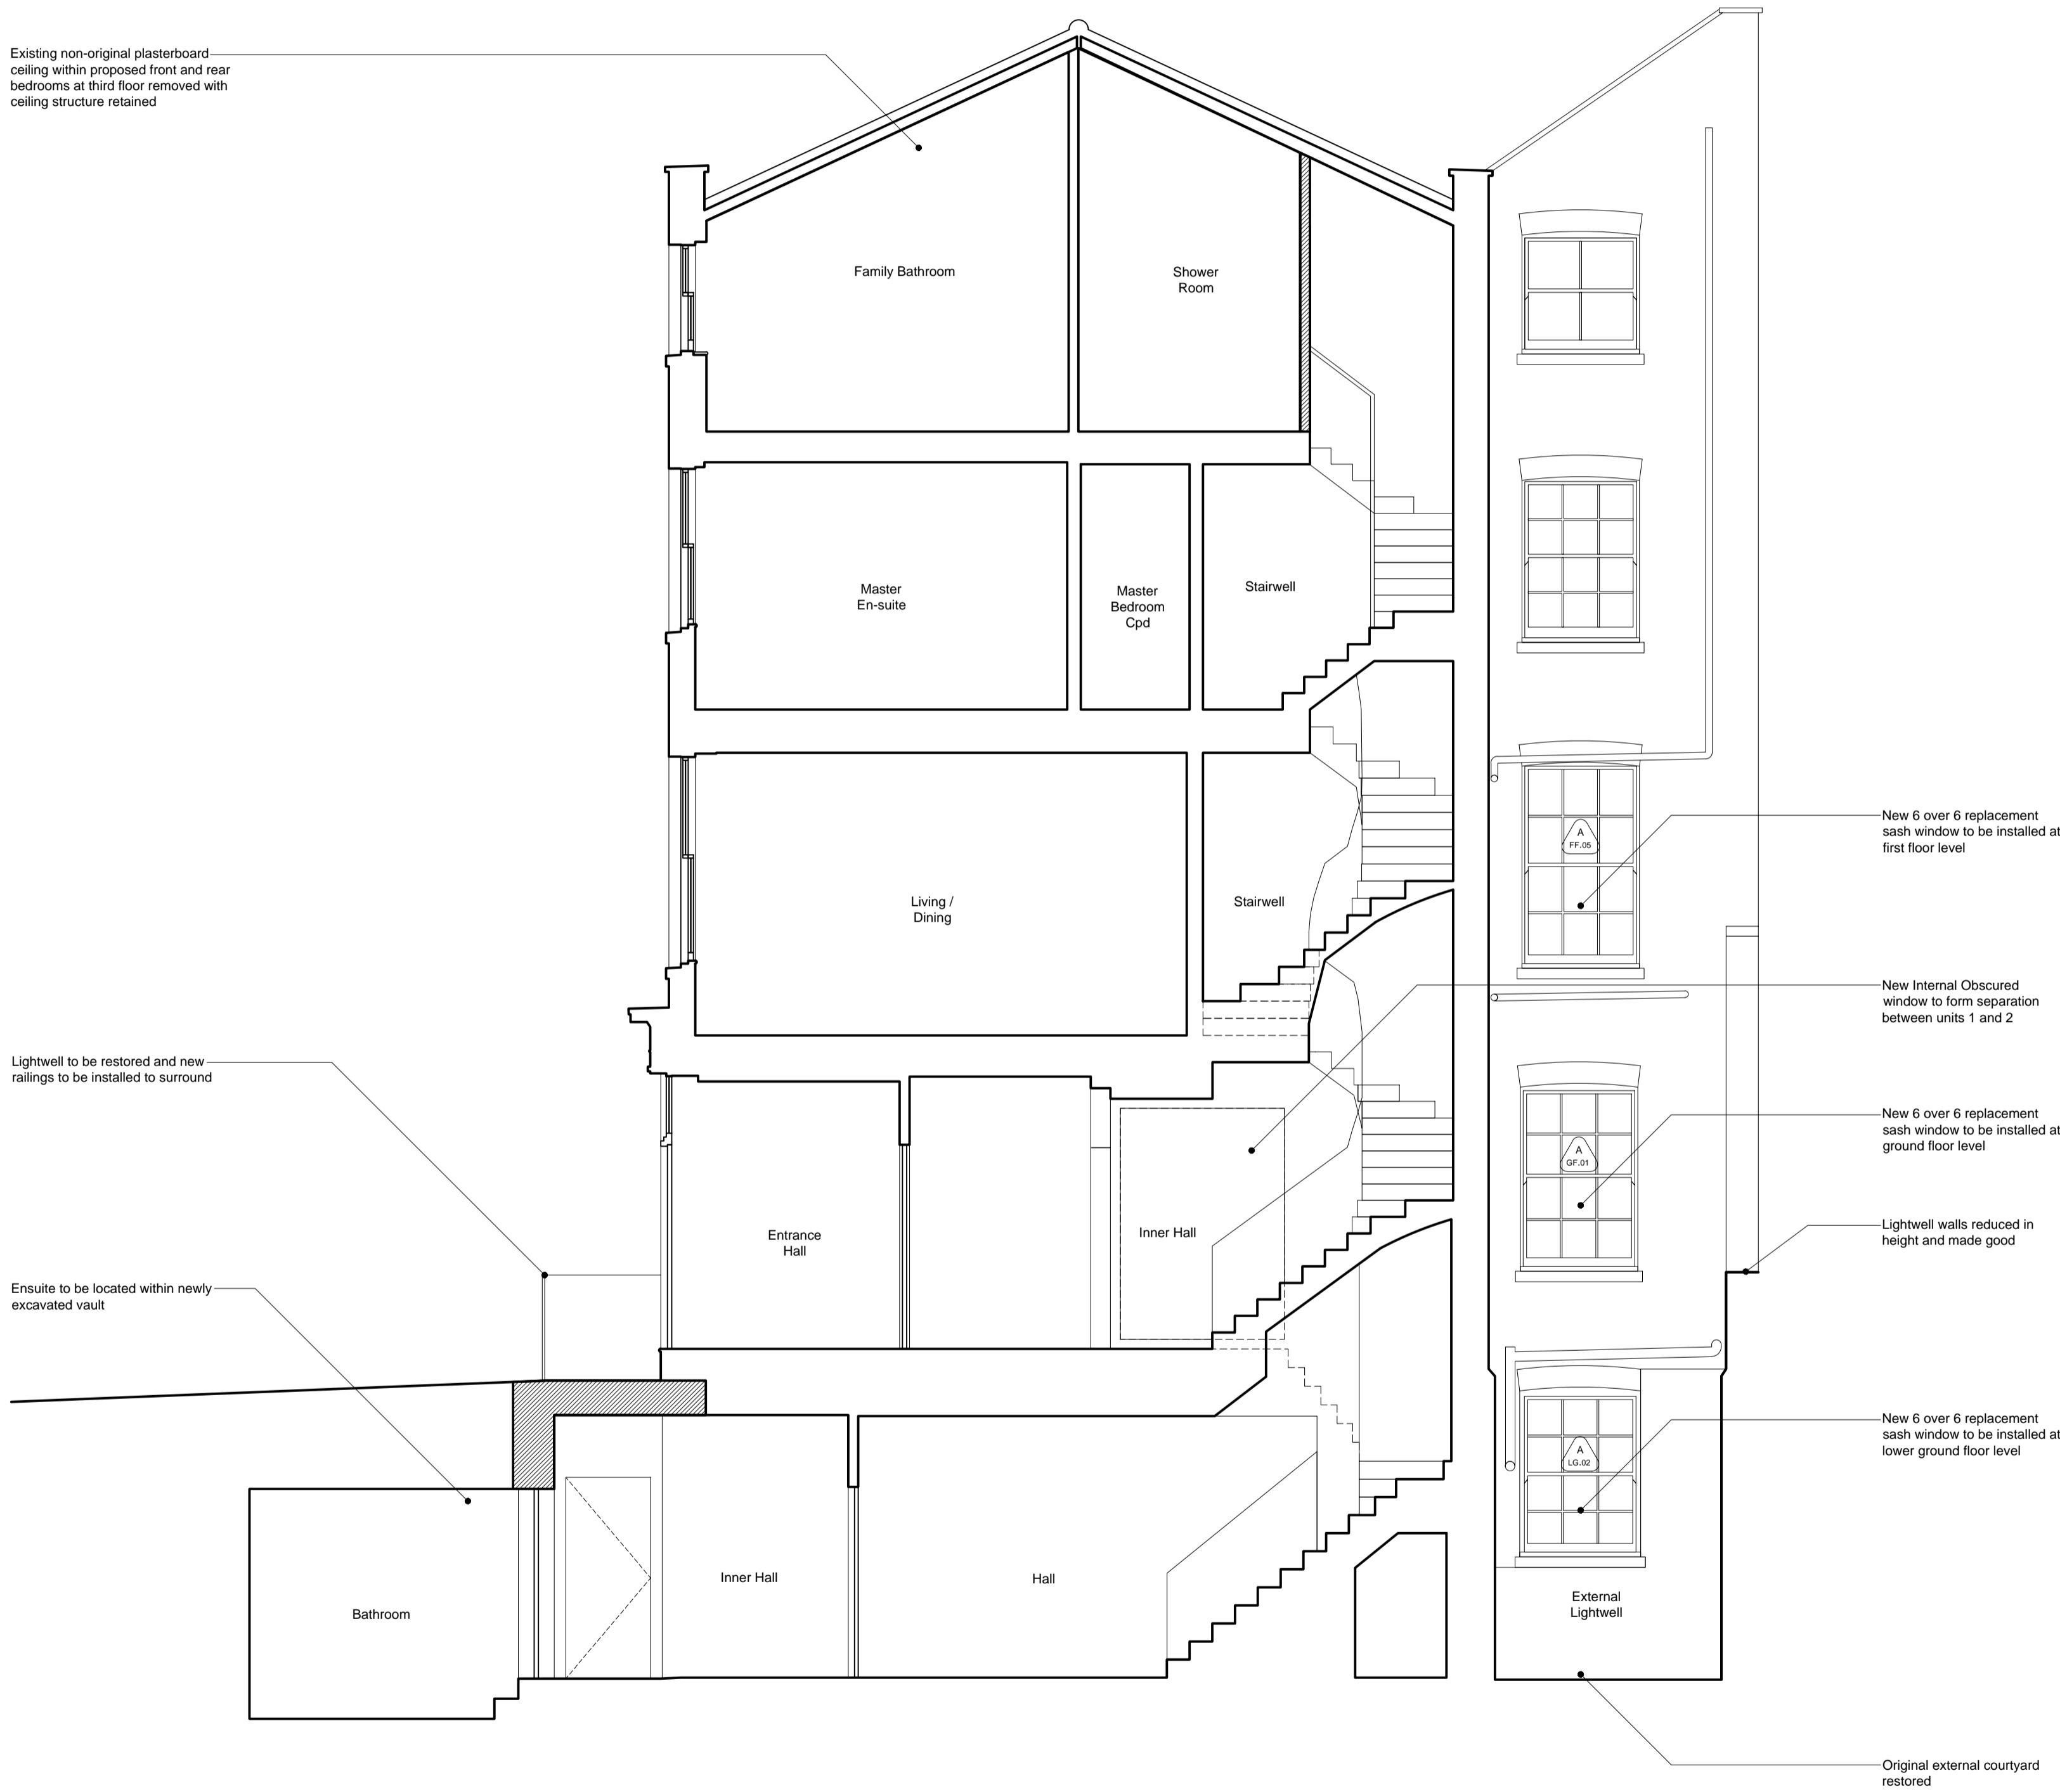 Existing non-original plasterboard
ceiling within proposed front and rear
bedrooms at third floor removed with
ceiling structure retained
Family Bathroom
Shower
Room
Master
En-suite
Master
Bedroom
Cpd
Stairwell
New 6 over 6 replacement
sash window to be installed at
first floor level
A
FF.05
Living /
Dining
Stairwell
New Internal Obscured
window to form separation
between units 1 and 2
Lightwell to be restored and new
railings to be installed to surround
New 6 over 6 replacement
sash window to be installed at
ground floor level
A
GF.01
Entrance
Hall
Inner Hall
Lightwell walls reduced in
height and made good
Ensuite to be located within newly
excavated vault
New 6 over 6 replacement
sash window to be installed at
lower ground floor level
A
LG.02
Bathroom
Inner Hall
Hall
External
Lightwell
Original external courtyard
restored